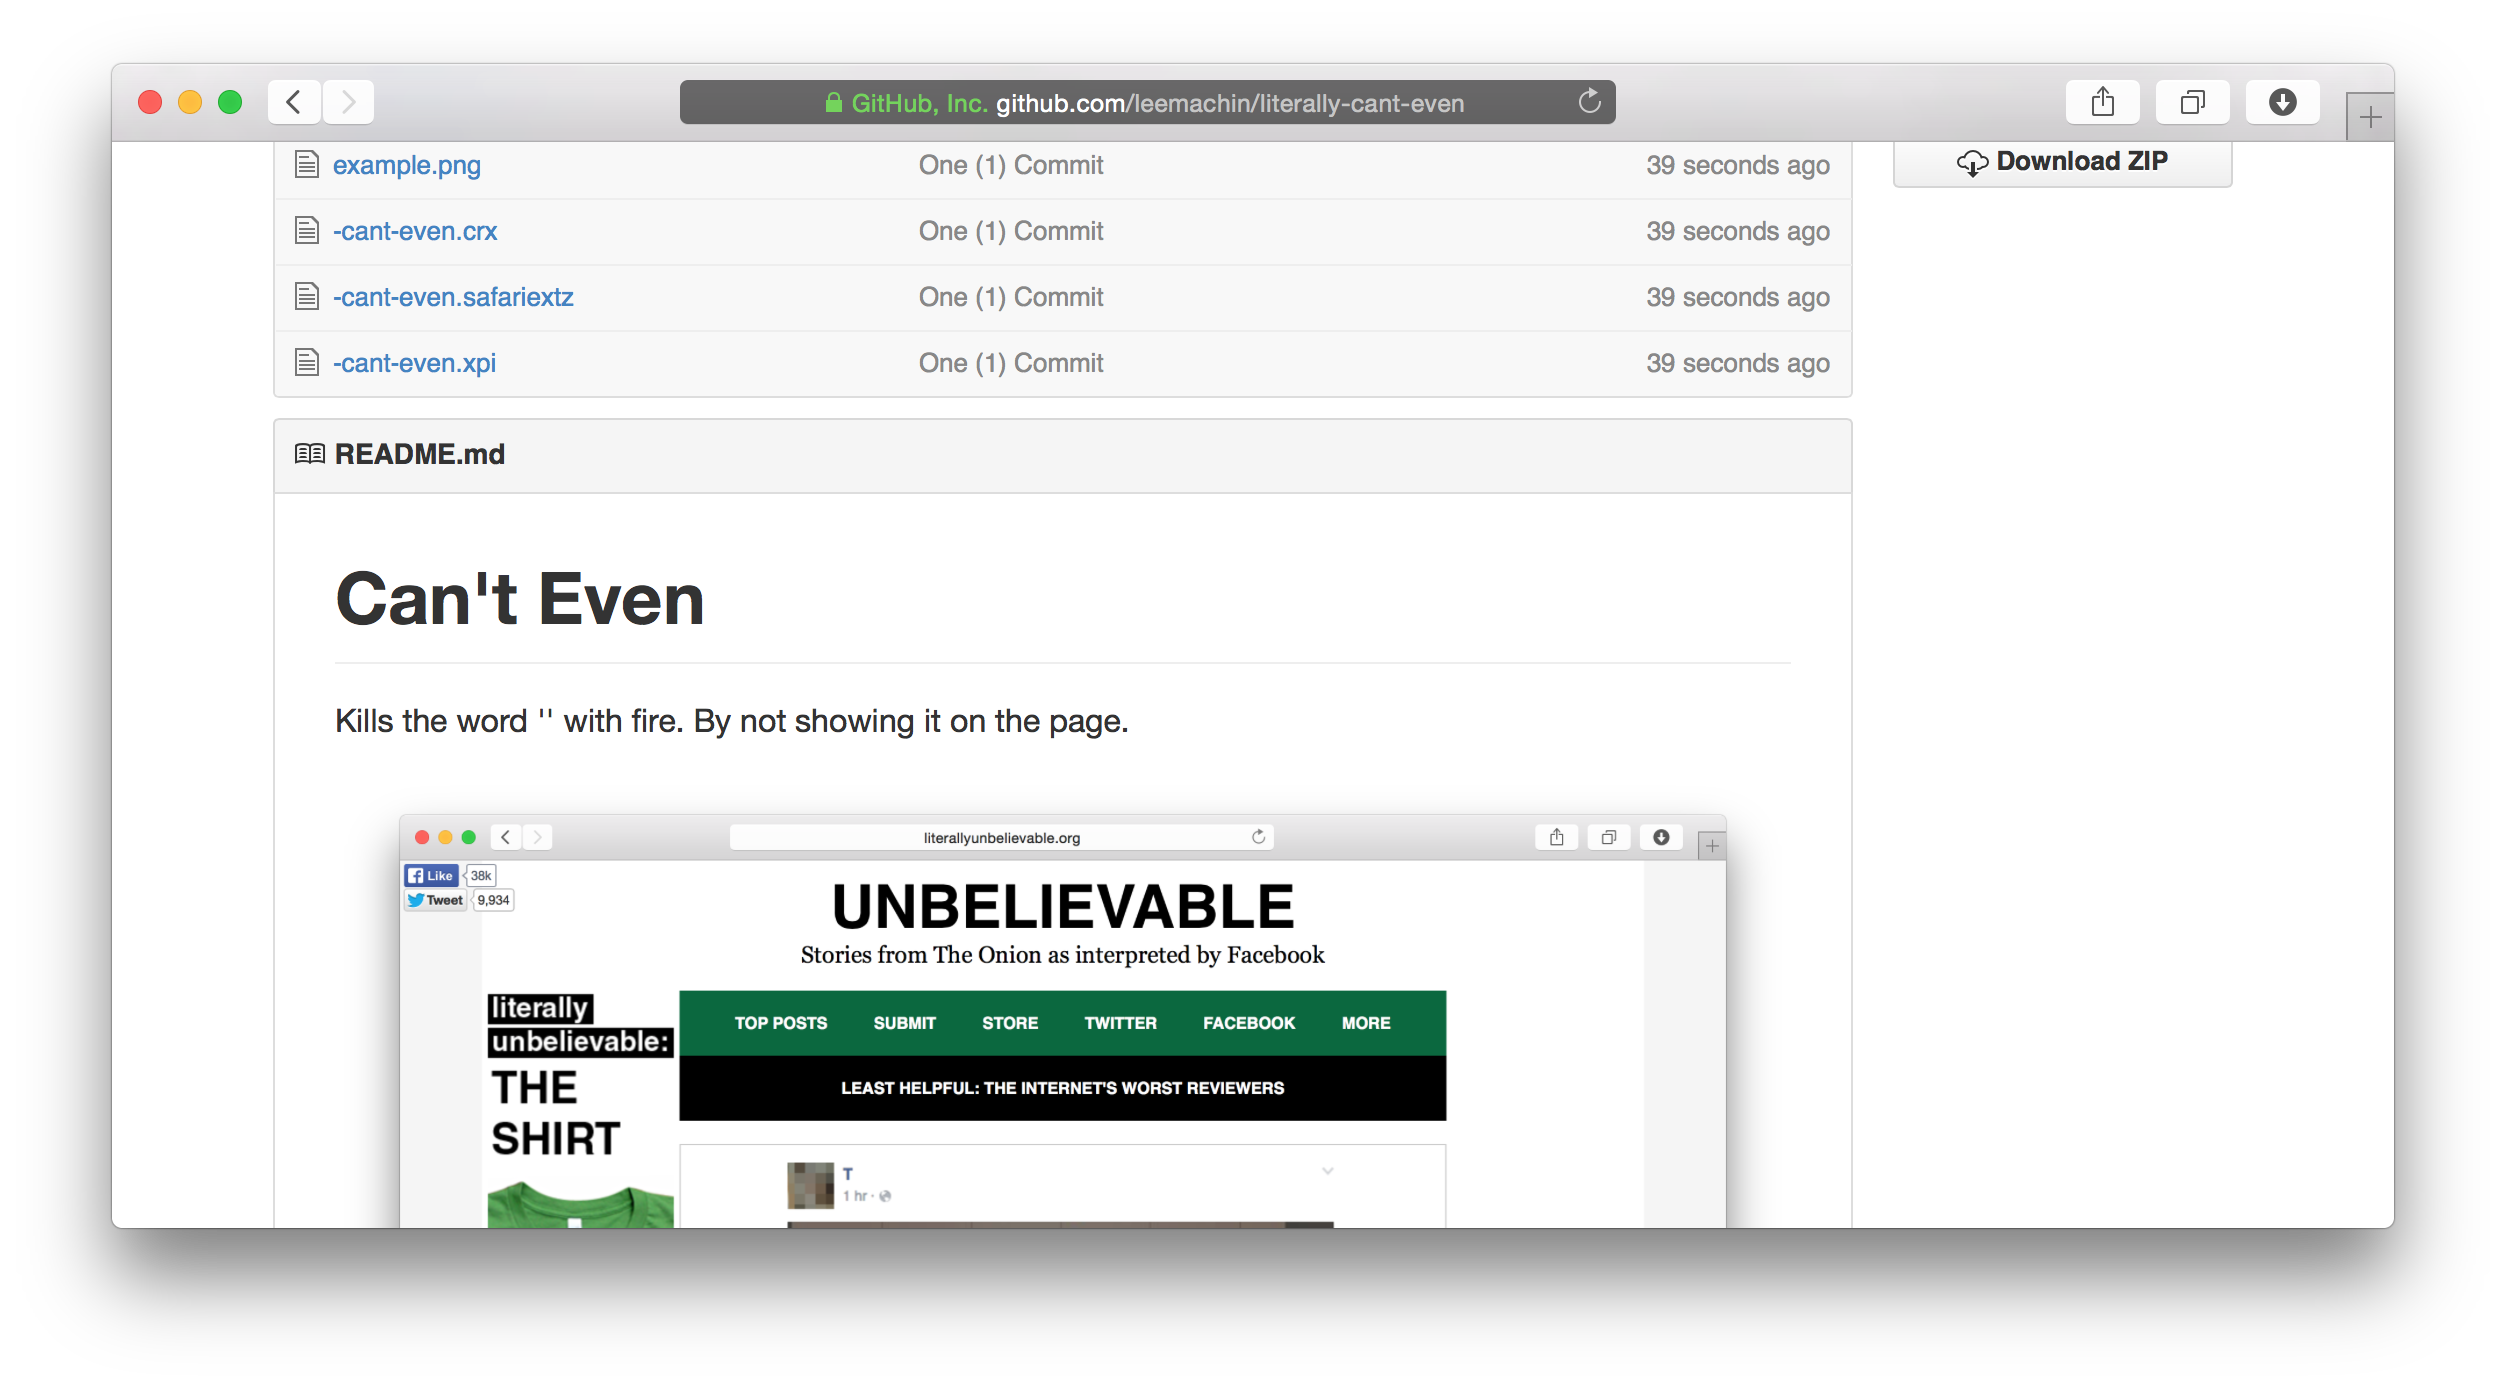 GitHub, Inc. github.com/leemachin/literally-cant-even
example.png One (1) Commit 39 seconds ago
Download ZIP
-cant-even.crx One (1) Commit 39 seconds ago
-cant-even.safariextz One (1) Commit 39 seconds ago
-cant-even.xpi One (1) Commit 39 seconds ago
README.md
Can't Even
Kills the word '' with fire. By not showing it on the page.
literallyunbelievable.org
Like 38k
Tweet 9,934
UNBELIEVABLE
Stories from The Onion as interpreted by Facebook
literally
unbelievable:
THE
SHIRT
TOP POSTS SUBMIT STORE TWITTER FACEBOOK MORE
LEAST HELPFUL: THE INTERNET'S WORST REVIEWERS
T
1 hr ·